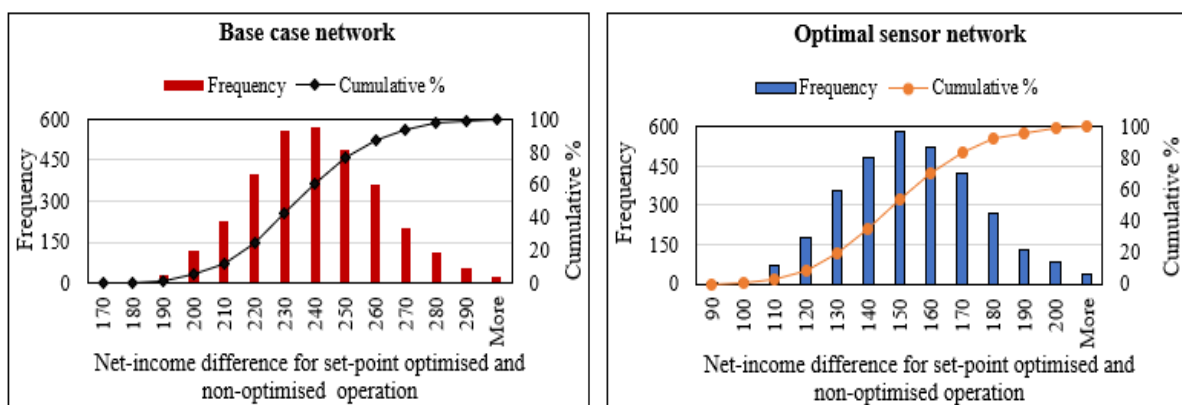 Base case network
Frequency Cumulative %
600
450
300
150
0
Frequency
100
80
60
40
20
0
Cumulative %
170 180 190 200 210 220 230 240 250 260 270 280 290 More
Net-income difference for set-point optimised and
non-optimised operation
Optimal sensor network
Frequency Cumulative %
600
450
300
150
0
Frequency
100
80
60
40
20
0
Cumulative %
90 100 110 120 130 140 150 160 170 180 190 200 More
Net-income difference for set-point optimised and
non-optimised operation